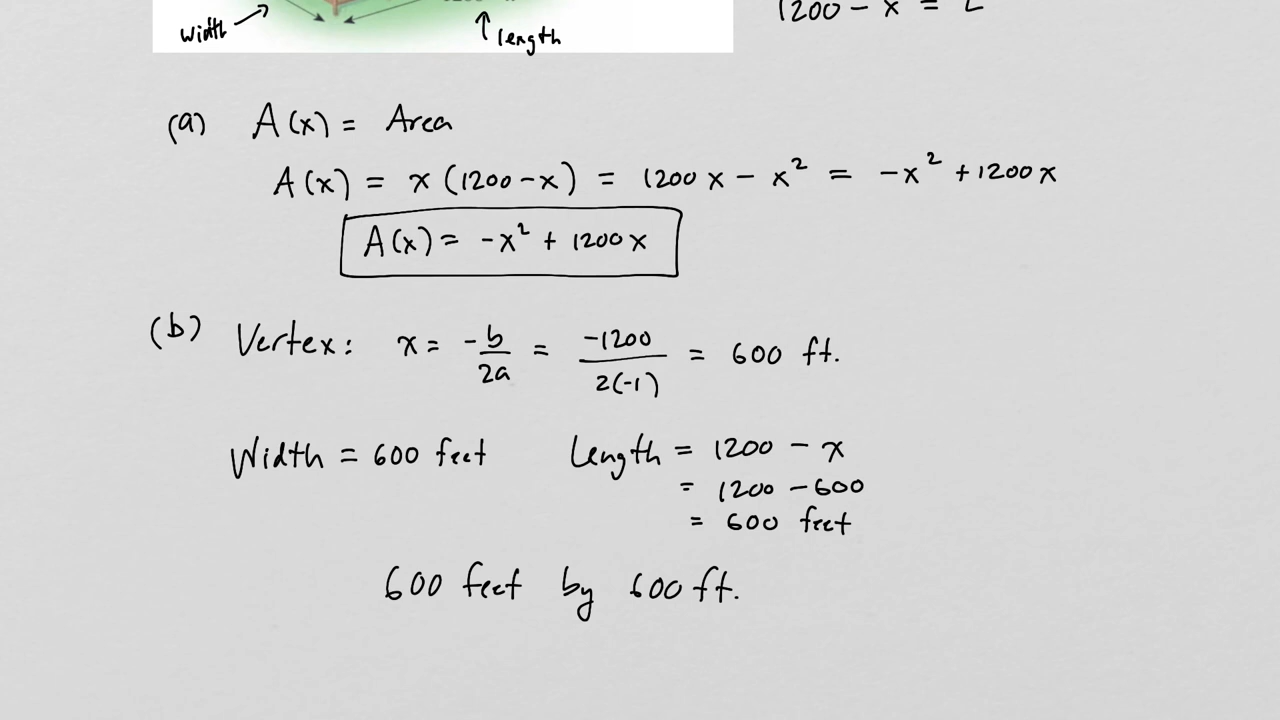 1200 - x = L
width
length
(a) A(x) = Area
A(x) = x(1200-x) = 1200x - x² = -x² + 1200x
A(x) = -x² + 1200x
(b) Vertex: x = -b/2a = -1200/2(-1) = 600 ft.
Width = 600 feet Length = 1200 - x
= 1200 - 600
= 600 feet
600 feet by 600 ft.